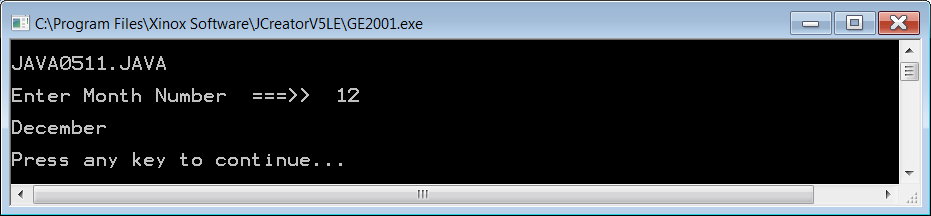 C:\Program Files\Xinox Software\JCreatorV5LE\GE2001.exe
JAVA0511.JAVA
Enter Month Number  ===>>  12
December
Press any key to continue...